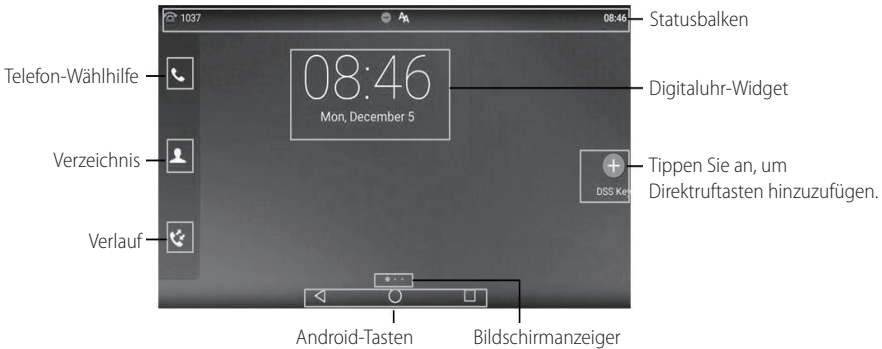 1037
AA
08:46
Statusbalken
Telefon-Wählhilfe
08:46
Mon, December 5
Digitaluhr-Widget
Verzeichnis
Tippen Sie an, um
Direktruftasten hinzuzufügen.
DSS Key
Verlauf
Android-Tasten
Bildschirmanzeiger